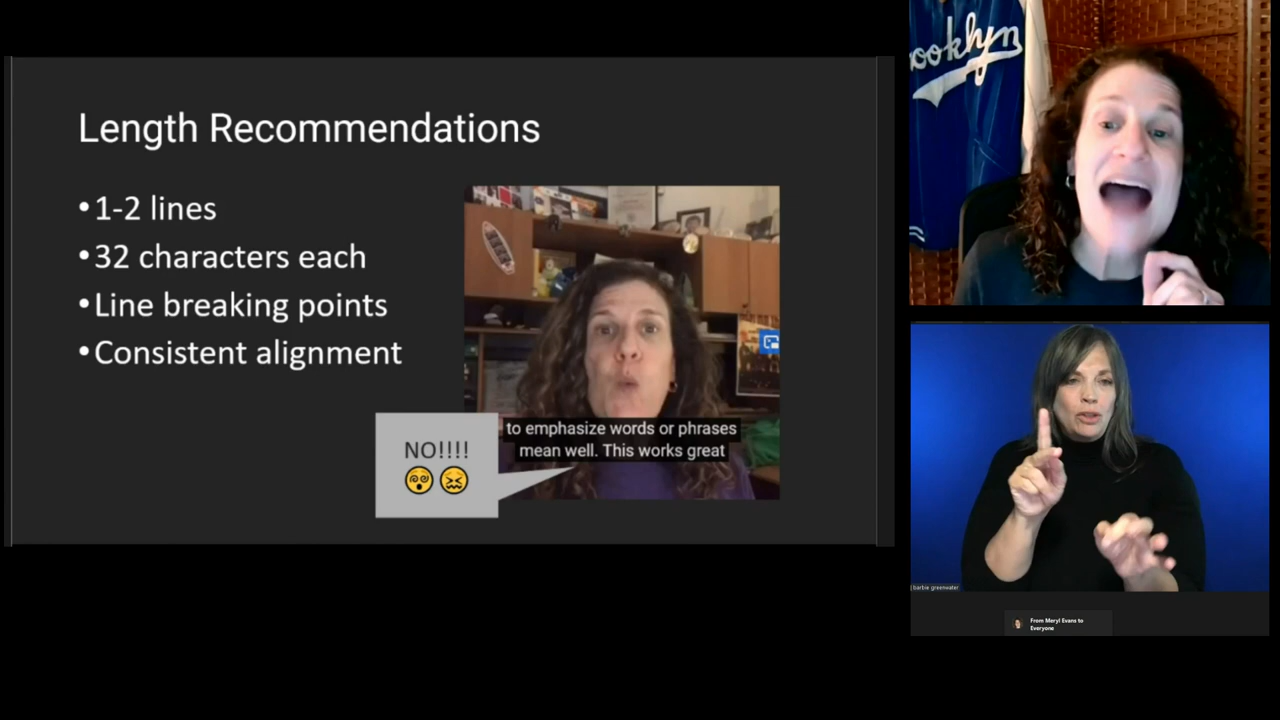 Length Recommendations
•1-2 lines
•32 characters each
•Line breaking points
•Consistent alignment
NO!!!!
to emphasize words or phrases
mean well. This works great
ooklyn
barbie greenwater
From Meryl Evans to
Everyone